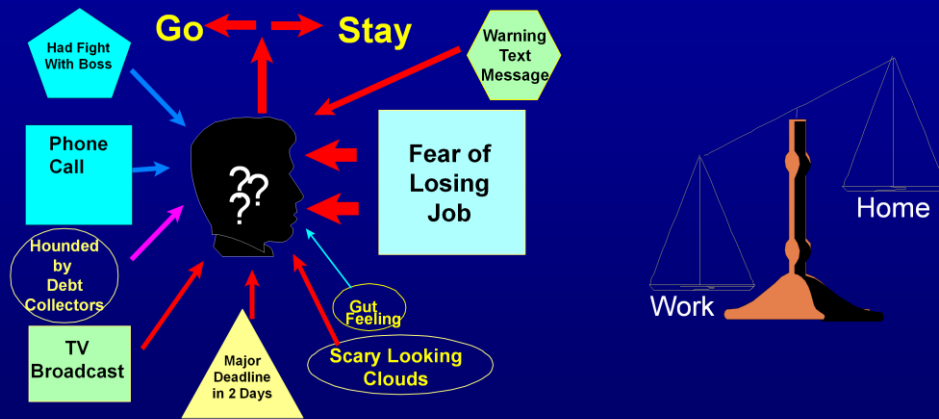 Go Stay
Had Fight
With Boss
Warning
Text
Message
Phone
Call
? ? ?
Fear of
Losing
Job
Hounded
by
Debt
Collectors
Gut
Feeling
TV
Broadcast
Major
Deadline
in 2 Days
Scary Looking
Clouds
Home
Work